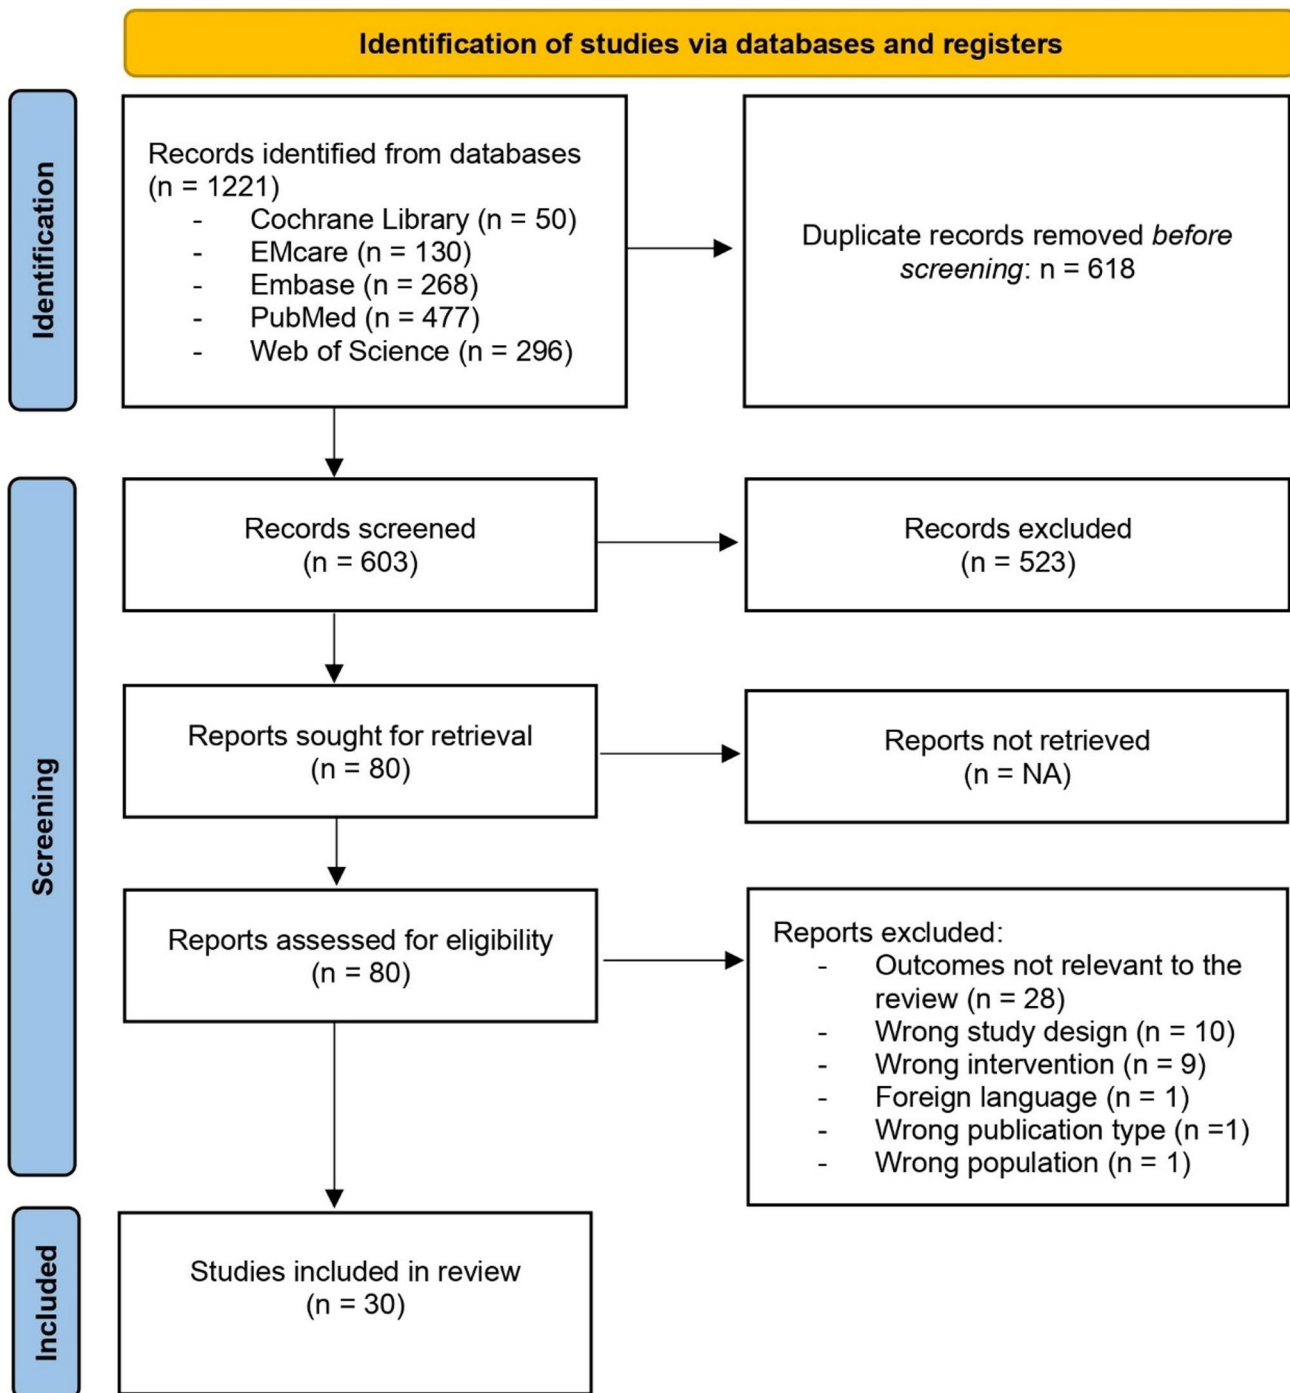 Identification of studies via databases and registers
Identification
Records identified from databases
(n = 1221)
- Cochrane Library (n = 50)
- EMcare (n = 130)
- Embase (n = 268)
- PubMed (n = 477)
- Web of Science (n = 296)
Duplicate records removed before
screening: n = 618
Screening
Records screened
(n = 603)
Records excluded
(n = 523)
Reports sought for retrieval
(n = 80)
Reports not retrieved
(n = NA)
Reports assessed for eligibility
(n = 80)
Reports excluded:
- Outcomes not relevant to the
review (n = 28)
- Wrong study design (n = 10)
- Wrong intervention (n = 9)
- Foreign language (n = 1)
- Wrong publication type (n =1)
- Wrong population (n = 1)
Included
Studies included in review
(n = 30)